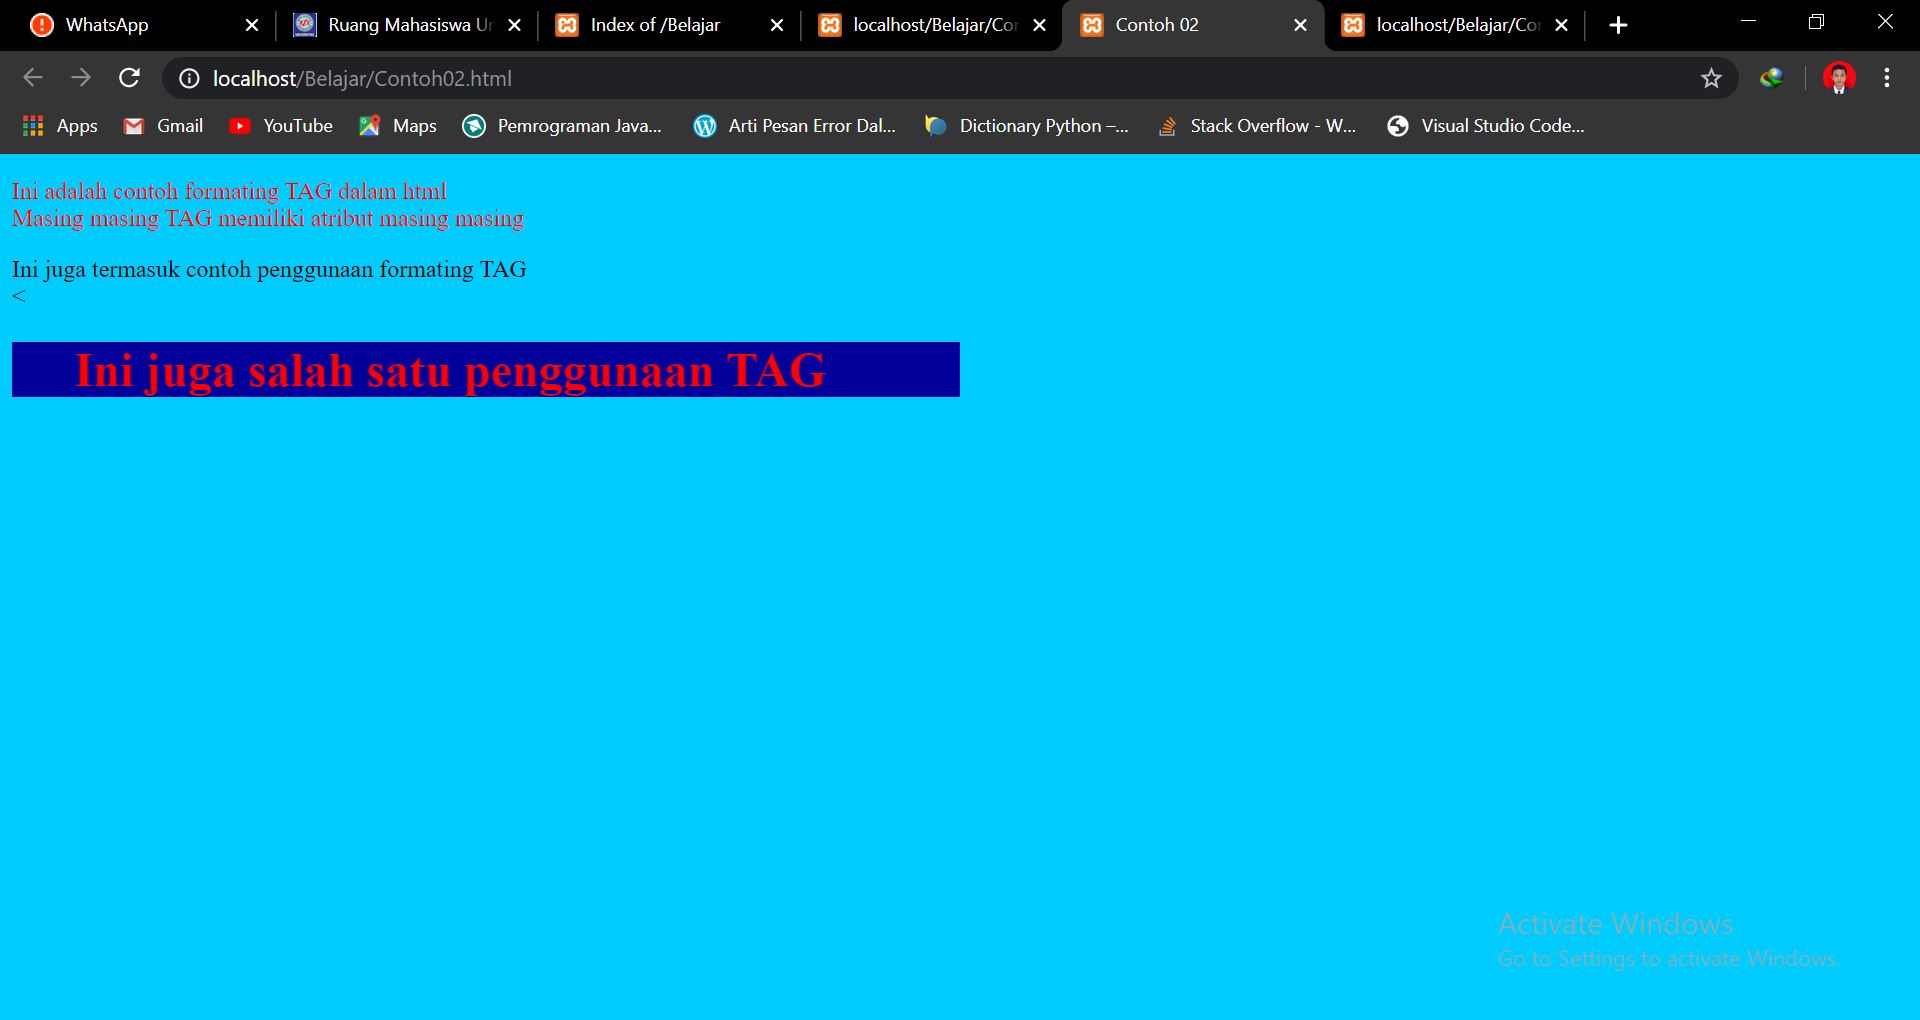 WhatsApp
Ruang Mahasiswa Un
Index of /Belajar
localhost/Belajar/Con
Contoh 02
localhost/Belajar/Con
localhost/Belajar/Contoh02.html
Apps
Gmail
YouTube
Maps
Pemrograman Java...
Arti Pesan Error Dal...
Dictionary Python –...
Stack Overflow - W...
Visual Studio Code...
Ini adalah contoh formating TAG dalam html
Masing masing TAG memiliki atribut masing masing
Ini juga termasuk contoh penggunaan formating TAG
<
Ini juga salah satu penggunaan TAG
Activate Windows
Go to Settings to activate Windows.